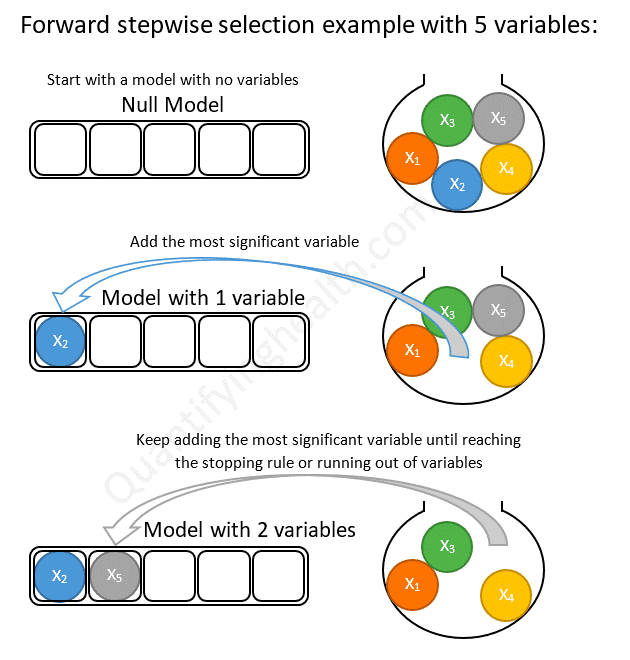 Forward stepwise selection example with 5 variables:
Start with a model with no variables
Null Model
X₃
X₅
X₁
X₄
X₂
Add the most significant variable
Model with 1 variable
X₂
X₃
X₅
X₁
X₄
Keep adding the most significant variable until reaching
the stopping rule or running out of variables
Model with 2 variables
X₂
X₅
X₃
X₁
X₄
Quantifyinghealth.com